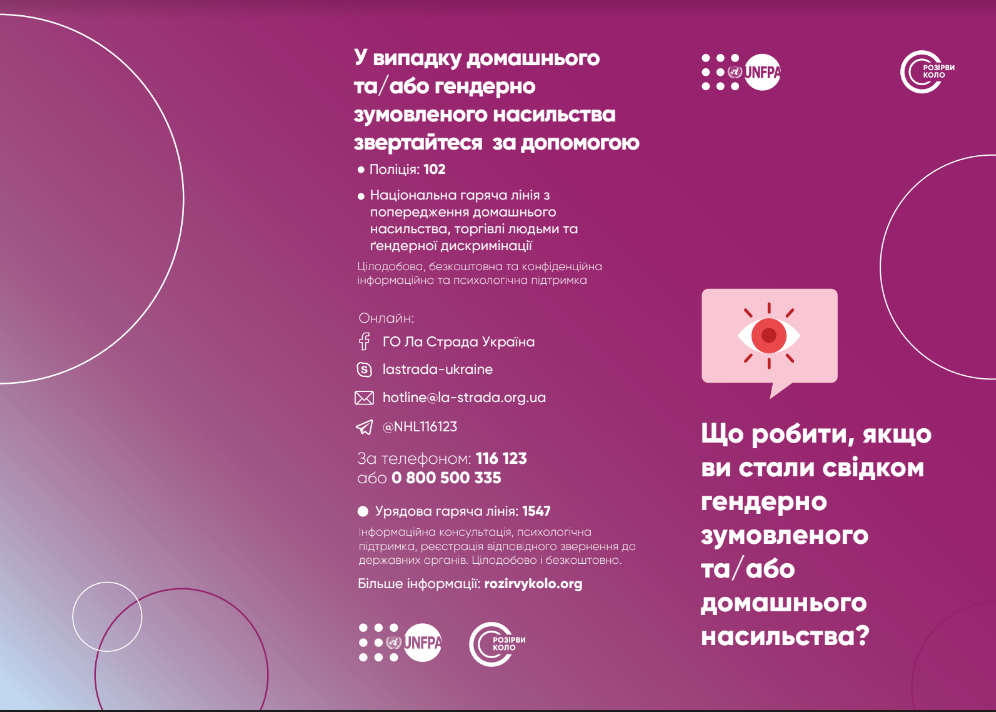 У випадку домашнього
та/або гендерно
зумовленого насильства
звертайтеся за допомогою
• Поліція: 102
• Національна гаряча лінія з
попередження домашнього
насильства, торгівлі людьми та
ґендерної дискримінації
Цілодобова, безкоштовна та конфіденційна
інформаційна та психологічна підтримка
Онлайн:
ГО Ла Страда Україна
lastrada-ukraine
hotline@la-strada.org.ua
@NHL116123
За телефоном: 116 123
або 0 800 500 335
• Урядова гаряча лінія: 1547
Інформаційна консультація, психологічна
підтримка, реєстрація відповідного звернення до
державних органів. Цілодобово і безкоштовно.
Більше інформації: rozirvykolo.org
UNFPA
РОЗІРВИ
КОЛО
UNFPA
РОЗІРВИ
КОЛО
Що робити, якщо
ви стали свідком
гендерно
зумовленого
та/або
домашнього
насильства?